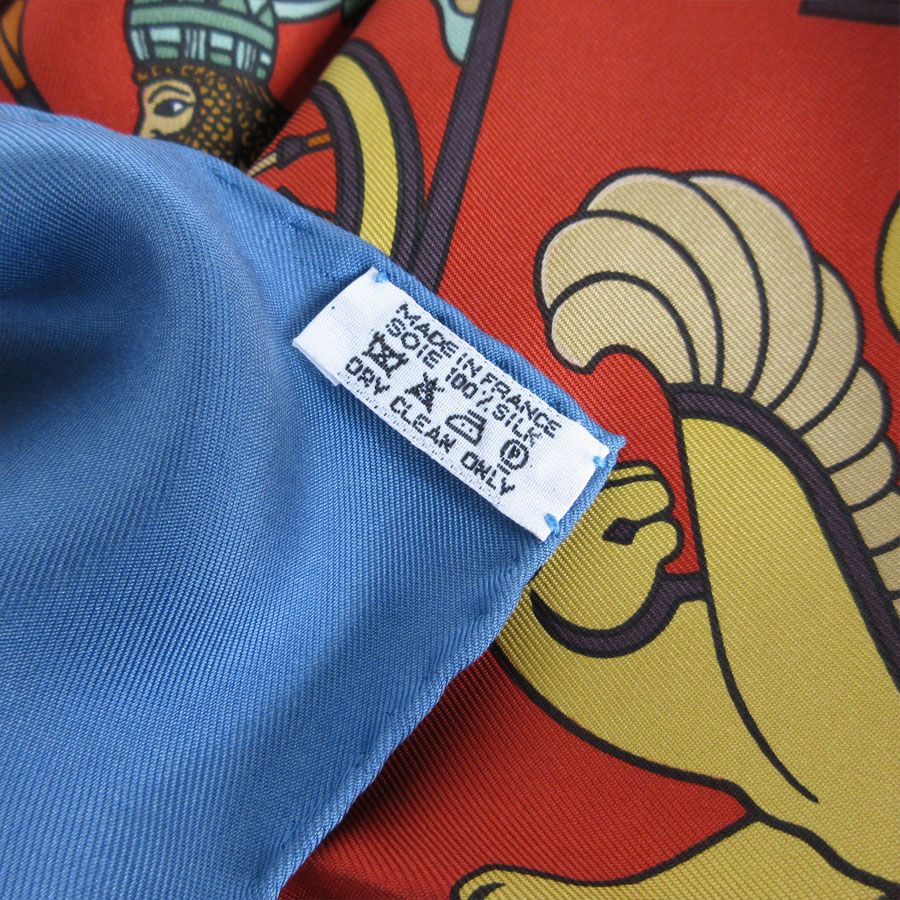 MADE IN FRANCE
SOIE 100% SILK
P
DRY CLEAN ONLY